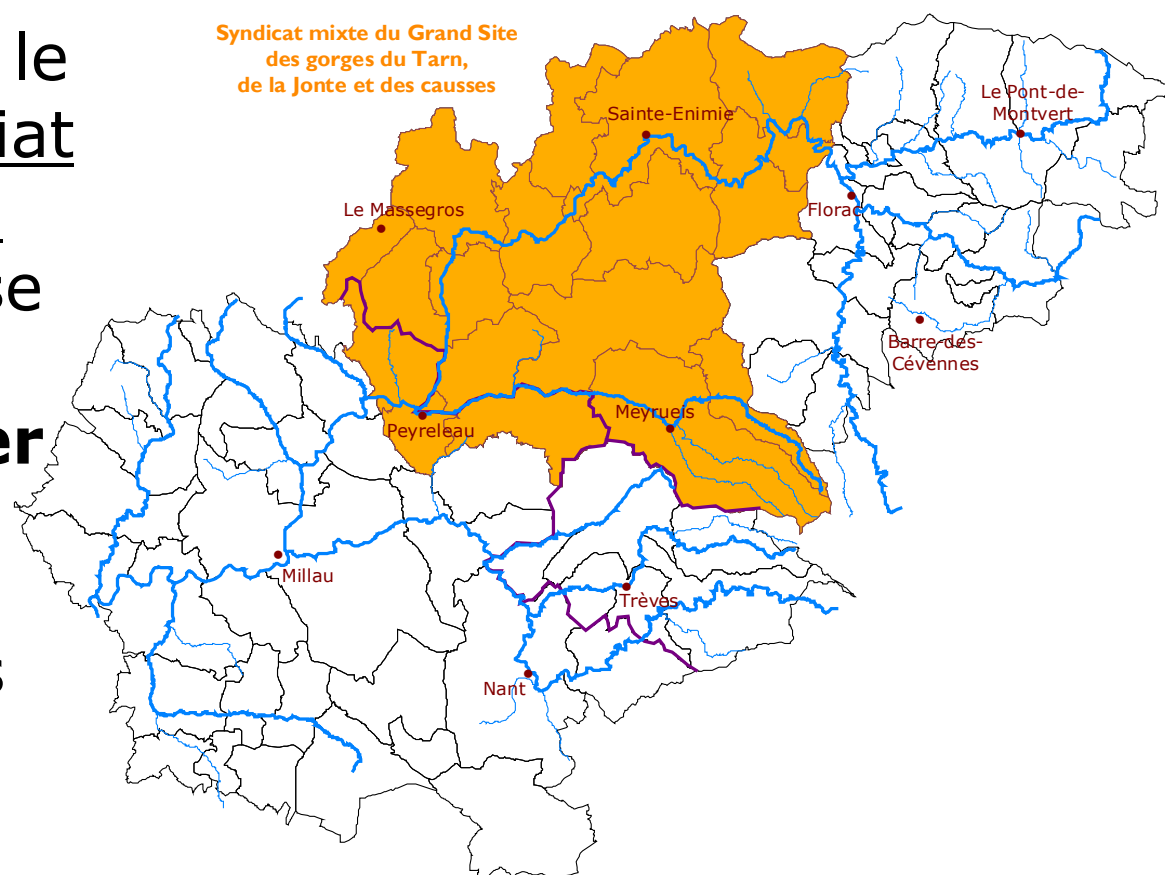 le
iat
se
er
s
Syndicat mixte du Grand Site
des gorges du Tarn,
de la Jonte et des causses
Sainte-Enimie
Le Pont-de-
Montvert
Le Massegros
Florac
Barre-des-
Cévennes
Meyrueis
Peyreleau
Millau
Trèves
Nant